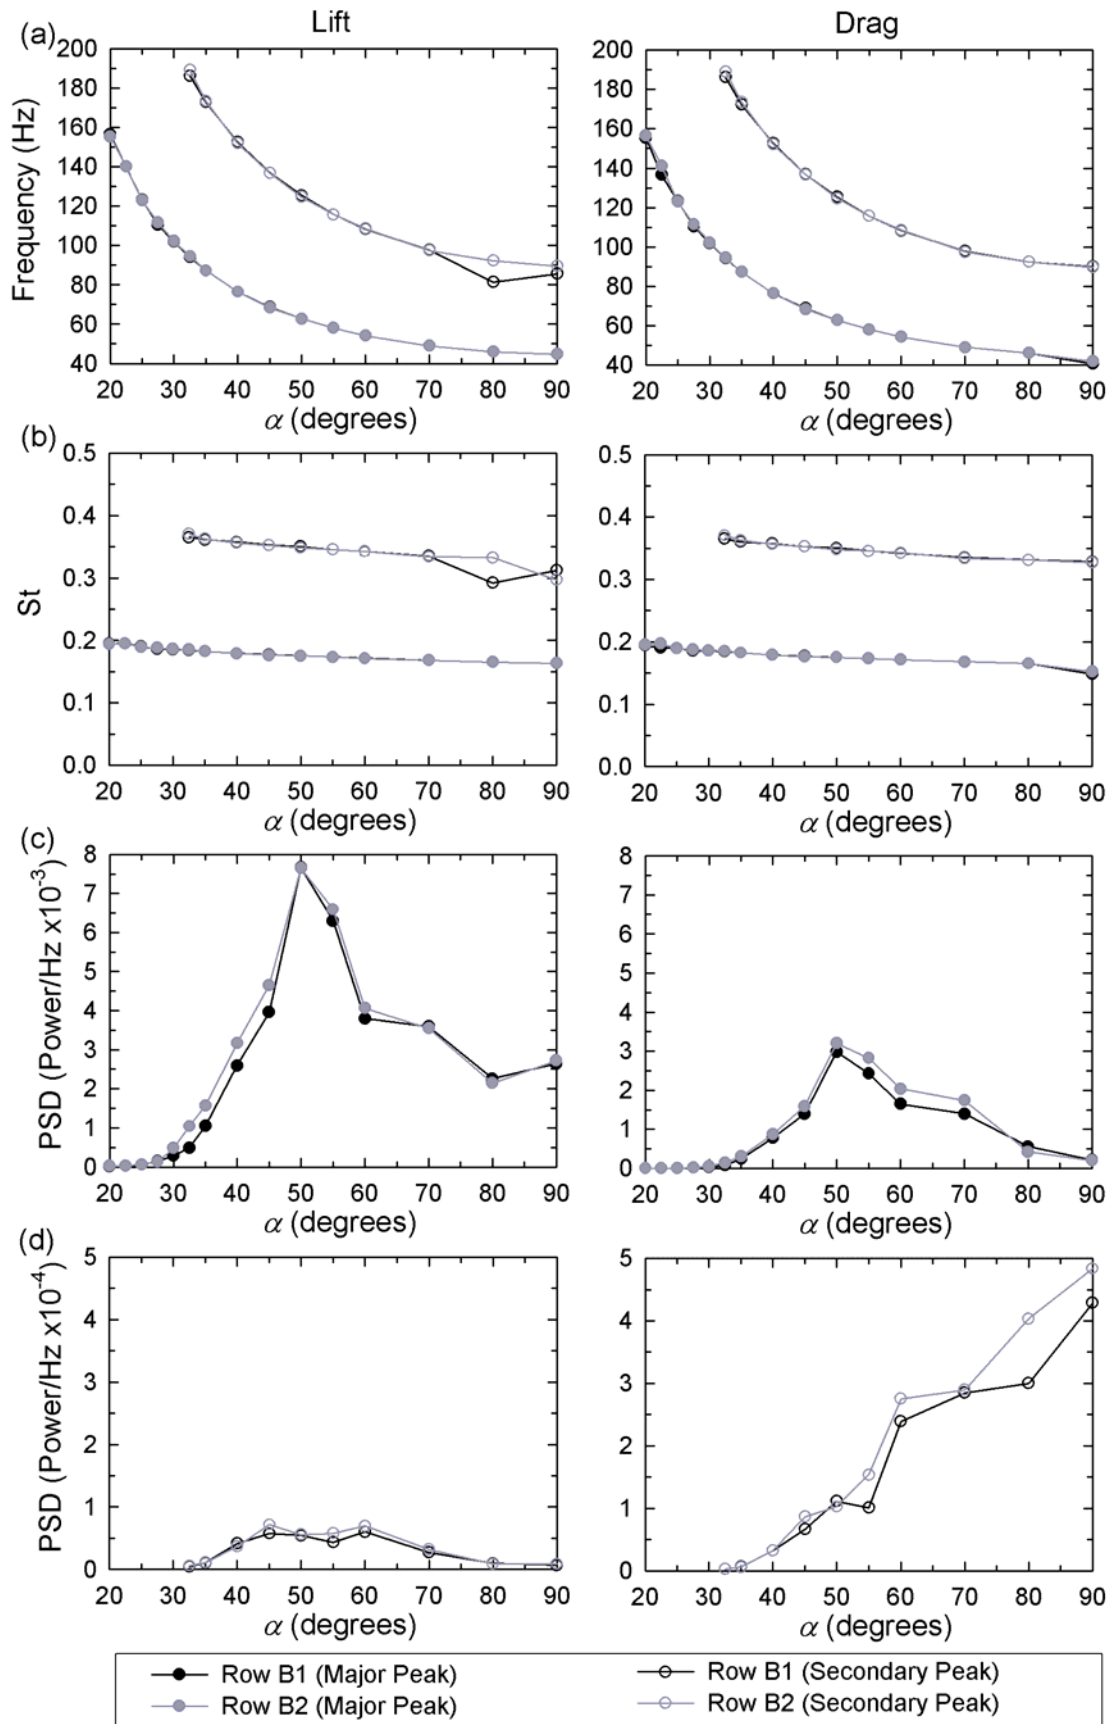 Lift Drag
(a)
200 200
180 180
160 160
140 140
120 120
100 100
80 80
60 60
40 40
Frequency (Hz)
20 30 40 50 60 70 80 90 20 30 40 50 60 70 80 90
α (degrees) α (degrees)
(b)
0.5 0.5
0.4 0.4
0.3 0.3
0.2 0.2
0.1 0.1
0.0 0.0
St
20 30 40 50 60 70 80 90 20 30 40 50 60 70 80 90
α (degrees) α (degrees)
(c)
8 8
7 7
6 6
5 5
4 4
3 3
2 2
1 1
0 0
PSD (Power/Hz x10⁻³)
20 30 40 50 60 70 80 90 20 30 40 50 60 70 80 90
α (degrees) α (degrees)
(d)
5 5
4 4
3 3
2 2
1 1
0 0
PSD (Power/Hz x10⁻⁴)
20 30 40 50 60 70 80 90 20 30 40 50 60 70 80 90
α (degrees) α (degrees)
Row B1 (Major Peak) Row B1 (Secondary Peak)
Row B2 (Major Peak) Row B2 (Secondary Peak)